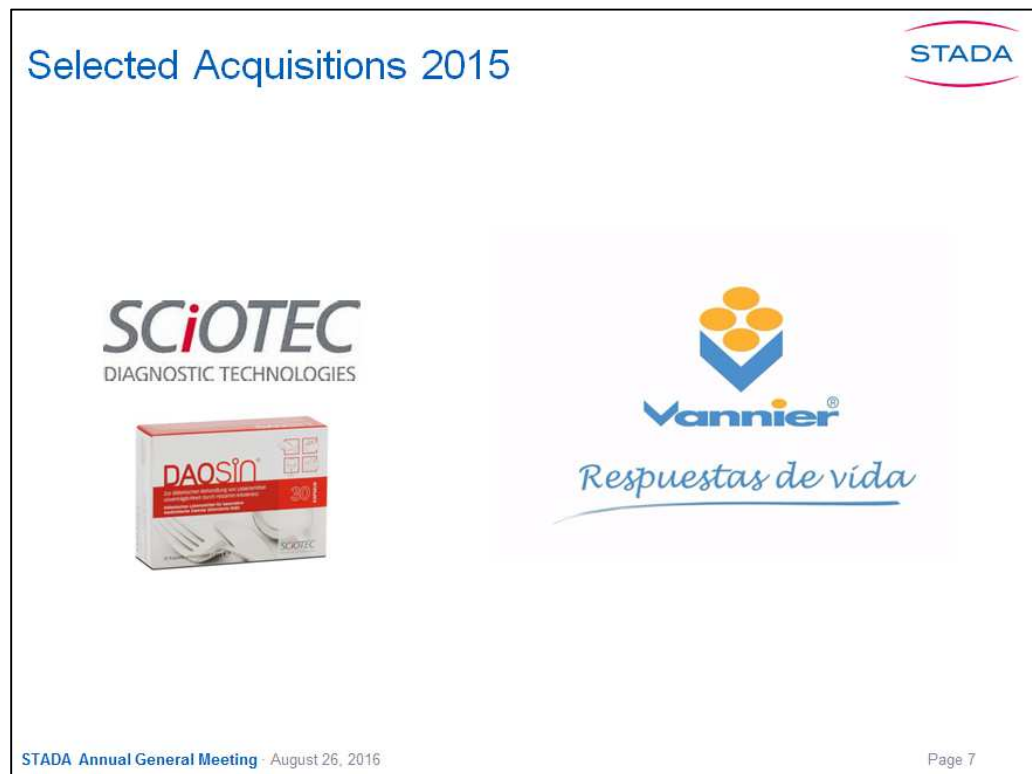 Selected Acquisitions 2015
STADA
SCiOTEC
DIAGNOSTIC TECHNOLOGIES
DAOSiN®
30
SCIOTEC
Vannier®
Respuestas de vida
STADA Annual General Meeting · August 26, 2016
Page 7